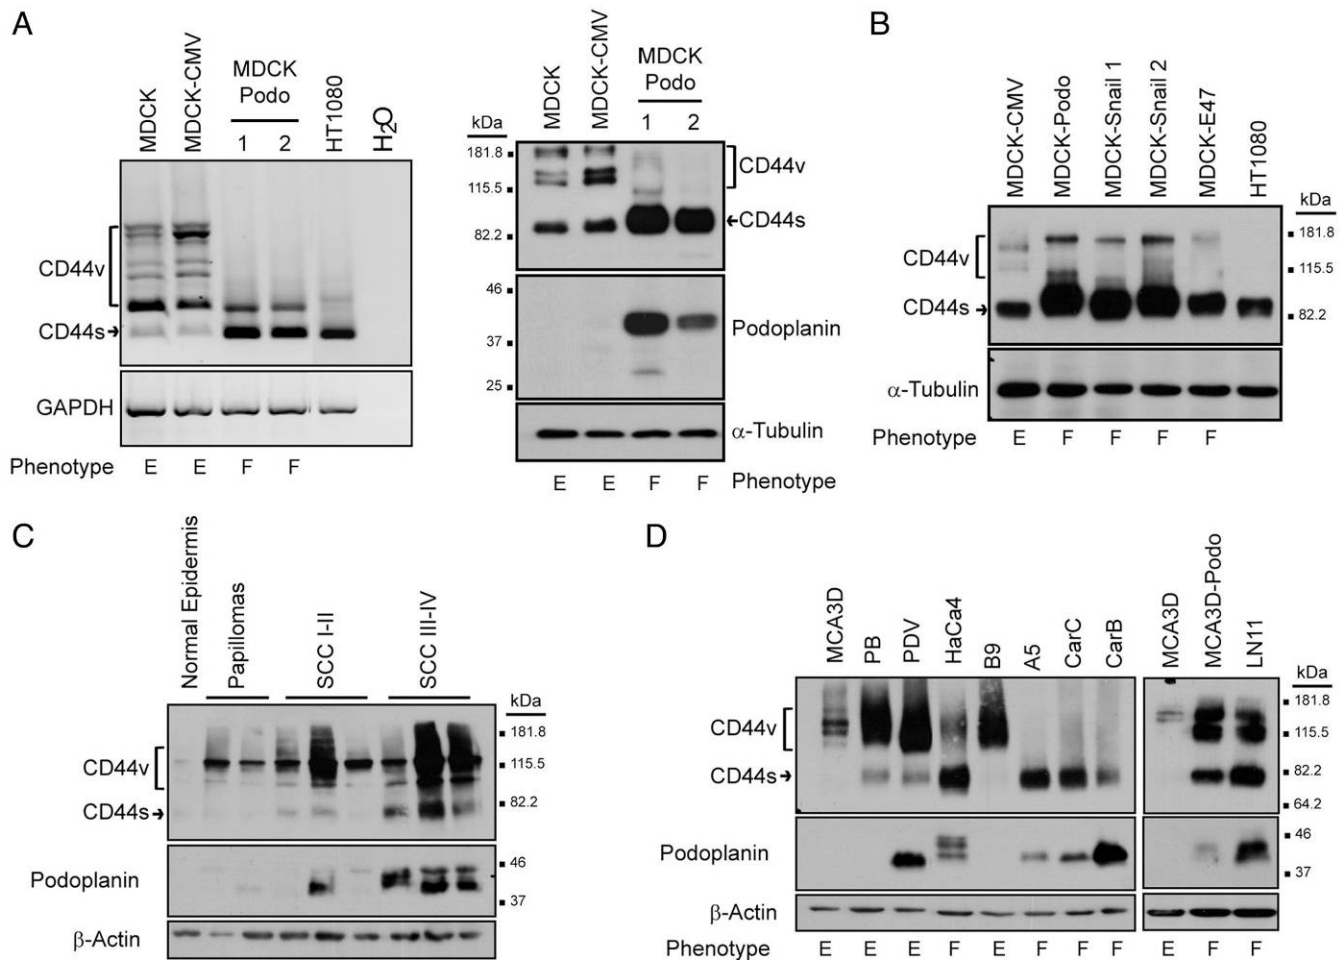 A
MDCK
MDCK-CMV
MDCK
Podo
1
2
HT1080
H2O
CD44v
CD44s
GAPDH
Phenotype E E F F
MDCK
MDCK-CMV
MDCK
Podo
1
2
kDa
181.8
115.5
82.2
CD44v
CD44s
46
37
25
Podoplanin
α-Tubulin
E E F F Phenotype
B
MDCK-CMV
MDCK-Podo
MDCK-Snail 1
MDCK-Snail 2
MDCK-E47
HT1080
kDa
CD44v
CD44s
181.8
115.5
82.2
α-Tubulin
Phenotype E F F F F
C
Normal Epidermis
Papillomas
SCC I-II
SCC III-IV
kDa
CD44v
CD44s
181.8
115.5
82.2
Podoplanin
46
37
β-Actin
D
MCA3D
PB
PDV
HaCa4
B9
A5
CarC
CarB
MCA3D
MCA3D-Podo
LN11
kDa
CD44v
CD44s
181.8
115.5
82.2
64.2
Podoplanin
46
37
β-Actin
Phenotype E E E F E F F F E F F